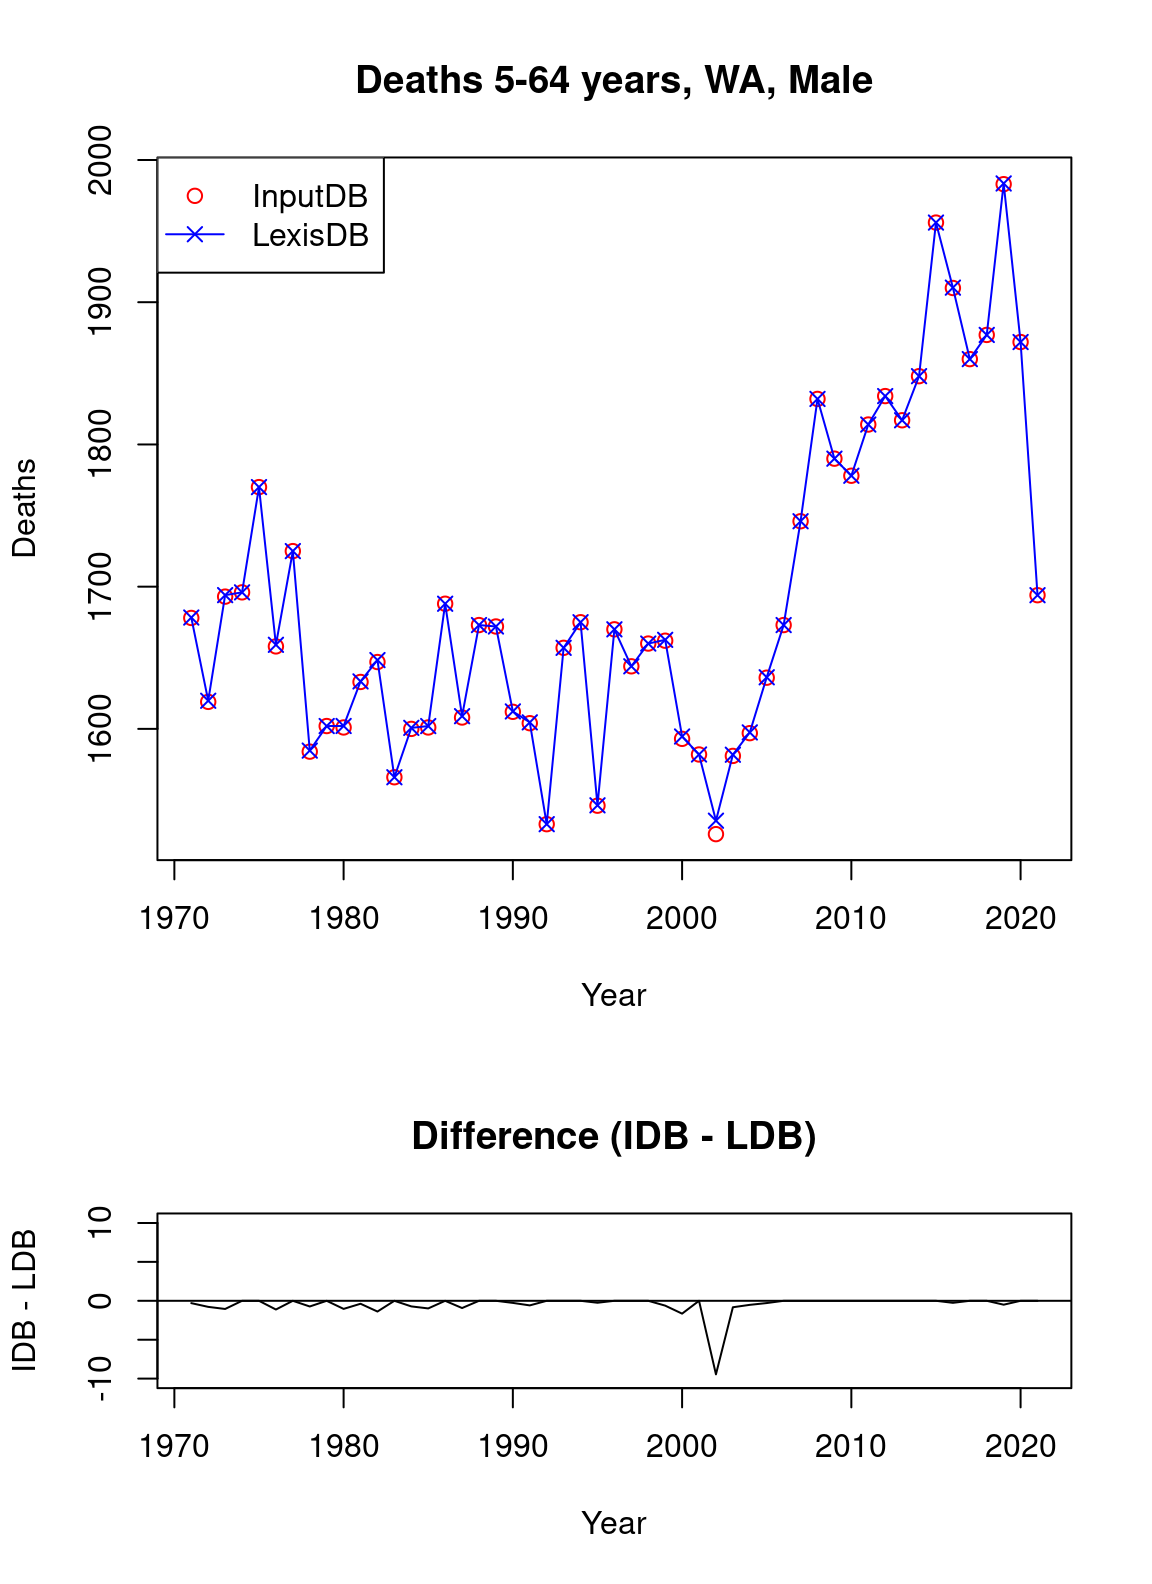 Deaths 5-64 years, WA, Male
InputDB
LexisDB
Deaths
2000
1900
1800
1700
1600
1970 1980 1990 2000 2010 2020
Year
Difference (IDB - LDB)
IDB - LDB
10
0
-10
1970 1980 1990 2000 2010 2020
Year